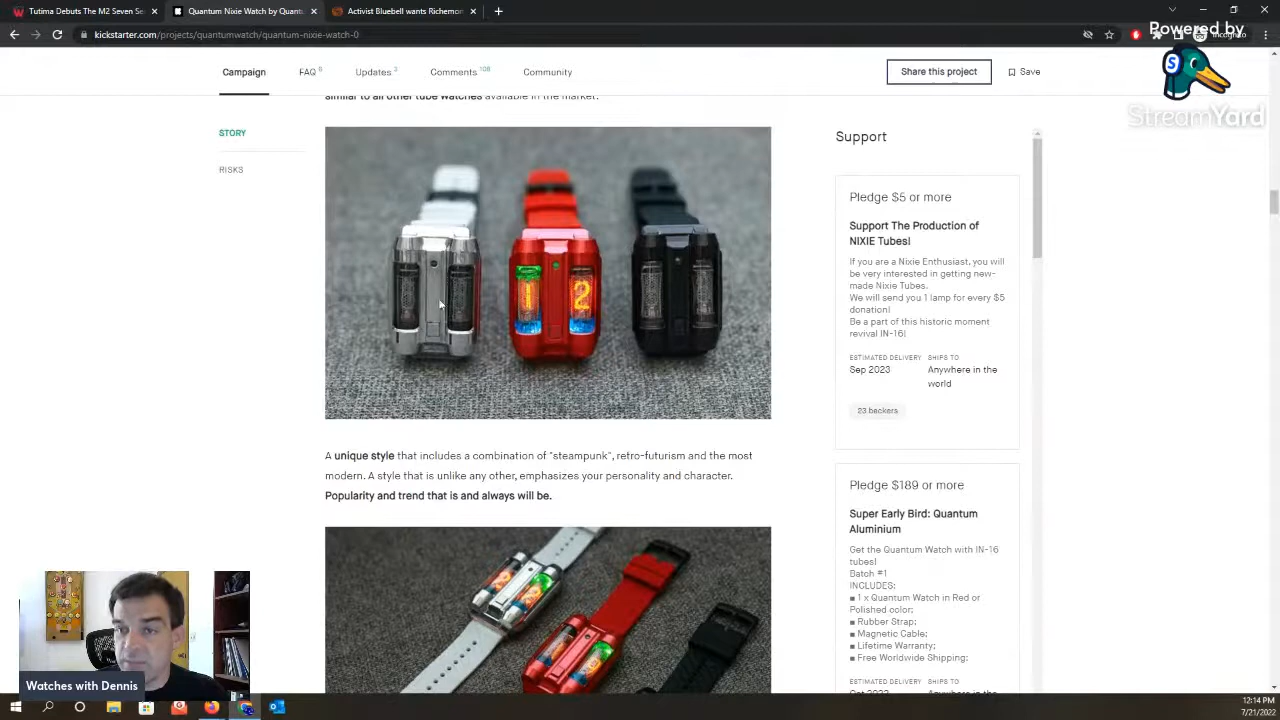 Tutima Debuts The M2 Seven Se
Quantum Nixie Watch by Quant
Activist Bluebell wants Richemon
kickstarter.com/projects/quantumwatch/quantum-nixie-watch-0
Powered by
S
StreamYard
Campaign
FAQ 6
Updates 3
Comments 108
Community
Share this project
Save
similar to all other tube watches available in the market.
STORY
RISKS
1
2
A unique style that includes a combination of "steampunk", retro-futurism and the most
modern. A style that is unlike any other, emphasizes your personality and character.
Popularity and trend that is and always will be.
Support
Pledge $5 or more
Support The Production of
NIXIE Tubes!
If you are a Nixie Enthusiast, you will
be very interested in getting new-
made Nixie Tubes.
We will send you 1 lamp for every $5
donation!
Be a part of this historic moment
revival IN-16!
ESTIMATED DELIVERY
SHIPS TO
Sep 2023
Anywhere in the
world
23 backers
Pledge $189 or more
Super Early Bird: Quantum
Aluminium
Get the Quantum Watch with IN-16
tubes!
Batch #1
INCLUDES:
■ 1 x Quantum Watch in Red or
Polished color;
■ Rubber Strap;
■ Magnetic Cable;
■ Lifetime Warranty;
■ Free Worldwide Shipping;
ESTIMATED DELIVERY
SHIPS TO
Anywhere in the
Watches with Dennis
12:14 PM
7/21/2022